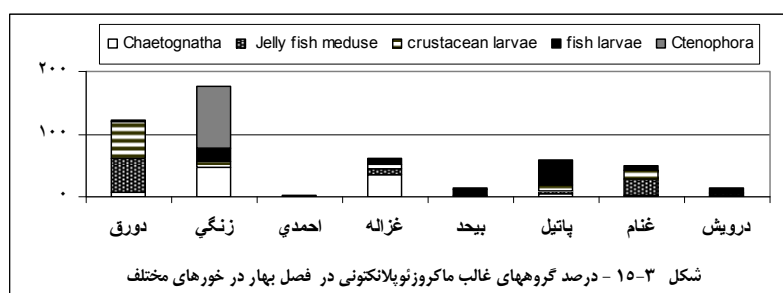 Chaetognatha Jelly fish meduse crustacean larvae fish larvae Ctenophora
۲۰۰
۱۰۰
۰
دورق زنگي احمدي غزاله بيحد پاتيل غنام درويش
شکل ۳-۱۵ - درصد گروههای غالب ماکروزئوپلانکتونی در فصل بهار در خورهای مختلف